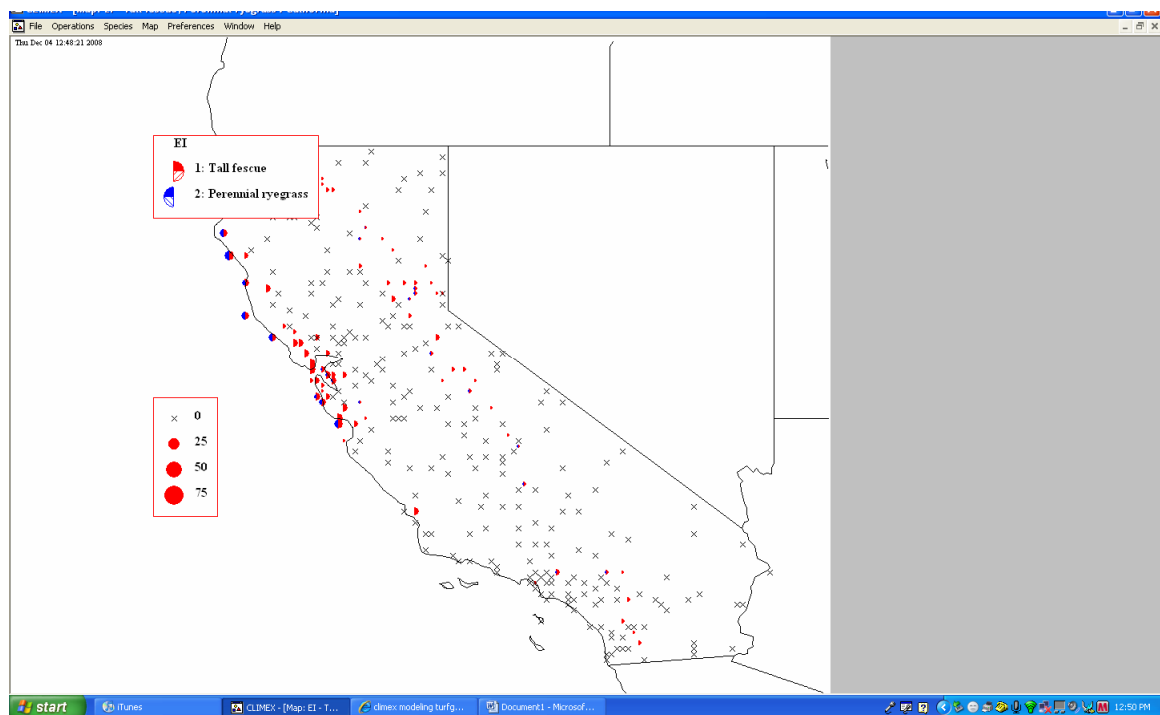 File Operations Species Map Preferences Window Help
Thu Dec 04 12:48:21 2008
EI
1: Tall fescue
2: Perennial ryegrass
0
25
50
75
start iTunes CLIMEX - [Map: EI - T... climex modeling turfg... Document1 - Microsof... 12:50 PM